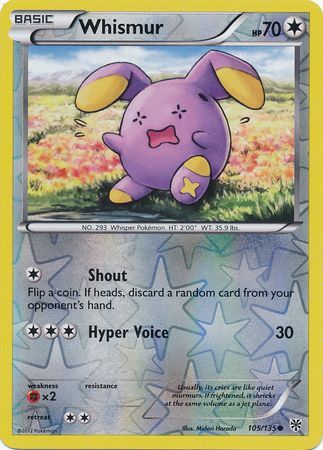 BASIC
Whismur HP70
NO. 293 Whisper Pokémon HT: 2'00" WT: 35.9 lbs.
Shout
Flip a coin. If heads, discard a random card from your
opponent's hand.
Hyper Voice 30
weakness resistance
×2
retreat
Usually, its cries are like quiet
murmurs. If frightened, it shrieks
at the same volume as a jet plane.
Illus. Midori Harada 105/135
©2012 Pokémon